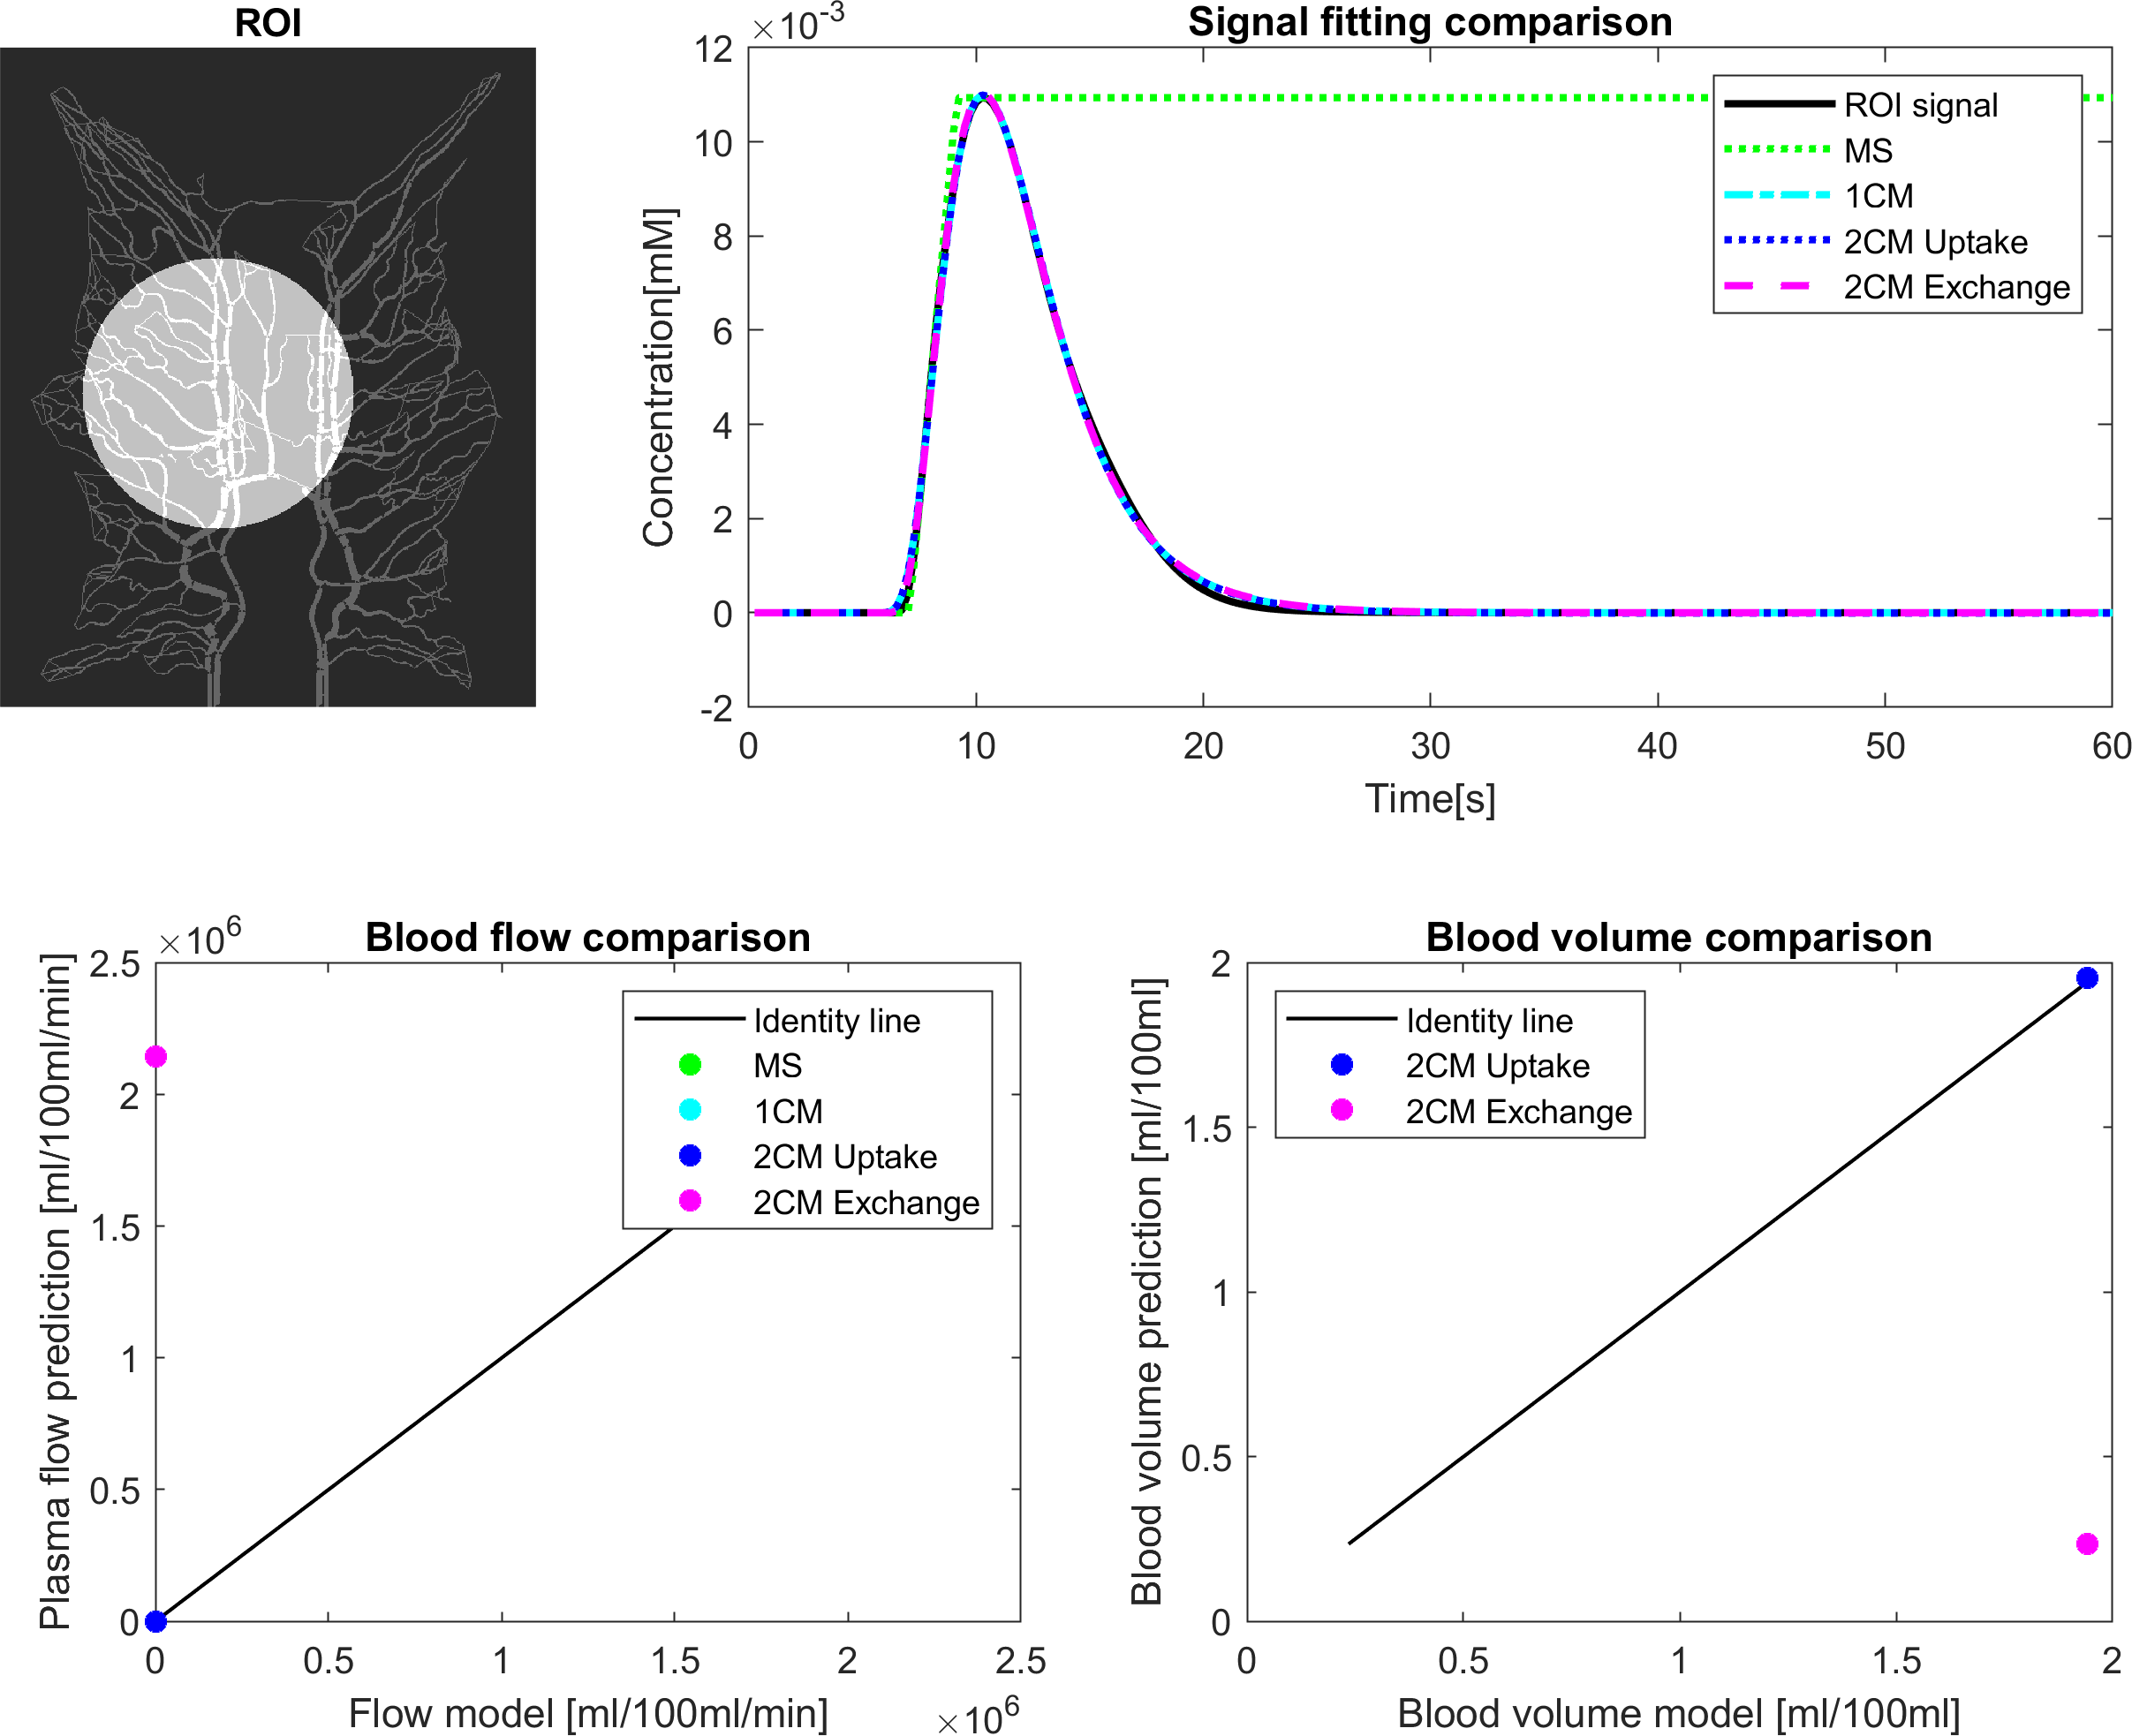 ROI
Signal fitting comparison
×10-3
12
10
8
6
4
2
0
-2
Concentration[mM]
0 10 20 30 40 50 60
Time[s]
ROI signal
MS
1CM
2CM Uptake
2CM Exchange
Blood flow comparison
×106
2.5
2
1.5
1
0.5
0
Plasma flow prediction [ml/100ml/min]
0 0.5 1 1.5 2 2.5
Flow model [ml/100ml/min]
×106
Identity line
MS
1CM
2CM Uptake
2CM Exchange
Blood volume comparison
2
1.5
1
0.5
0
Blood volume prediction [ml/100ml]
0 0.5 1 1.5 2
Blood volume model [ml/100ml]
Identity line
2CM Uptake
2CM Exchange